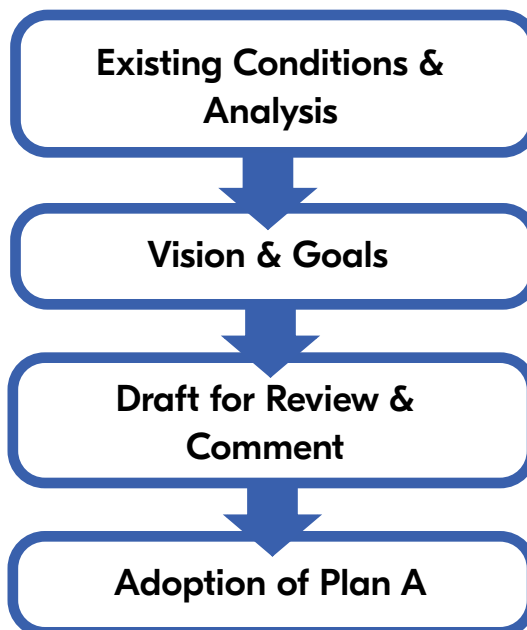 Existing Conditions &
Analysis
Vision & Goals
Draft for Review &
Comment
Adoption of Plan A